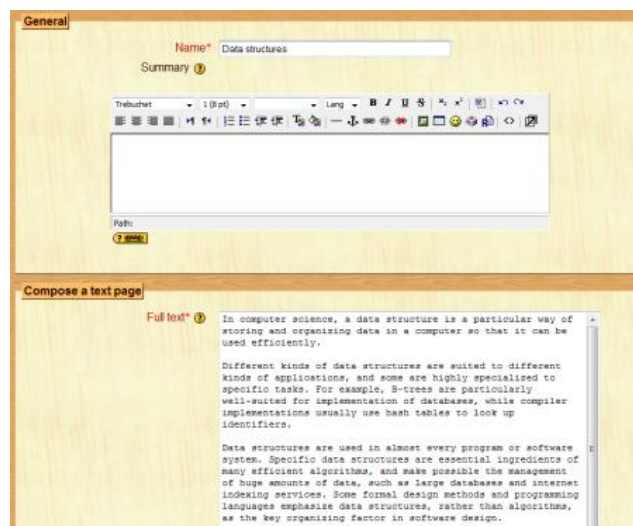 General
Name* Data structures
Summary
Trebuchet 1 (8 pt) Lang B I U S
Path:
Compose a text page
Full text* In computer science, a data structure is a particular way of
storing and organizing data in a computer so that it can be
used efficiently.
Different kinds of data structures are suited to different
kinds of applications, and some are highly specialized to
specific tasks. For example, B-trees are particularly
well-suited for implementation of databases, while compiler
implementations usually use hash tables to look up
identifiers.
Data structures are used in almost every program or software
system. Specific data structures are essential ingredients of
many efficient algorithms, and make possible the management
of huge amounts of data, such as large databases and internet
indexing services. Some formal design methods and programming
languages emphasize data structures, rather than algorithms,
as the key organizing factor in software design.